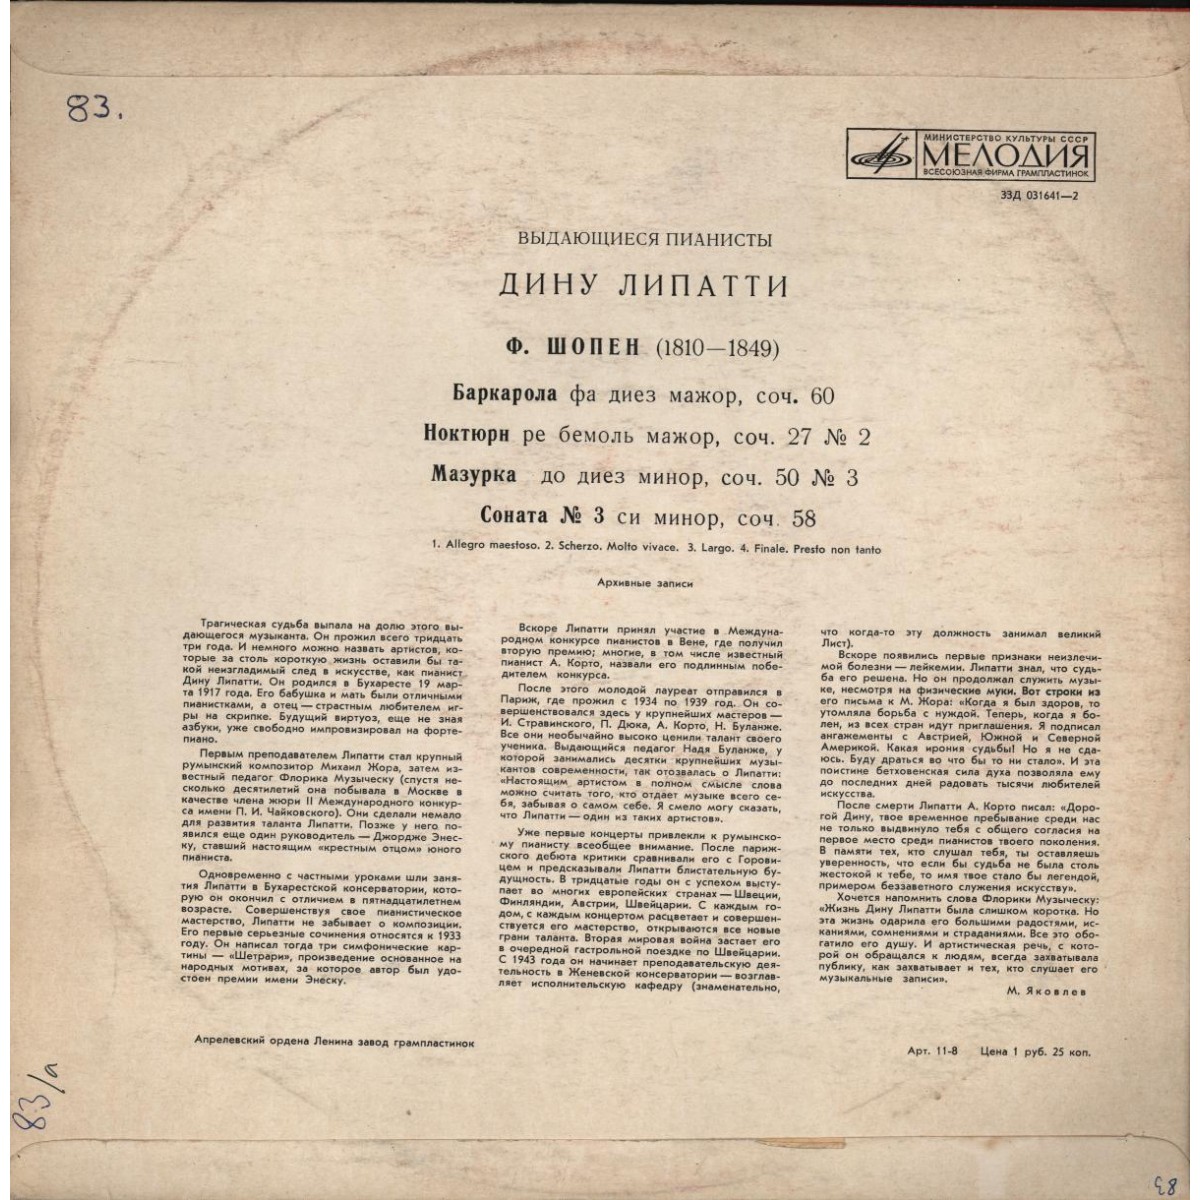 83.
МИНИСТЕРСТВО КУЛЬТУРЫ СССР
МЕЛОДИЯ
ВСЕСОЮЗНАЯ ФИРМА ГРАМПЛАСТИНОК
33Д 031641—2
ВЫДАЮЩИЕСЯ ПИАНИСТЫ
ДИНУ ЛИПАТТИ
Ф. ШОПЕН (1810—1849)
Баркарола фа диез мажор, соч. 60
Ноктюрн ре бемоль мажор, соч. 27 № 2
Мазурка до диез минор, соч. 50 № 3
Соната № 3 си минор, соч. 58
1. Allegro maestoso. 2. Scherzo. Molto vivace. 3. Largo. 4. Finale. Presto non tanto
Архивные записи
Трагическая судьба выпала на долю этого вы-
дающегося музыканта. Он прожил всего тридцать
три года. И немного можно назвать артистов, ко-
торые за столь короткую жизнь оставили бы та-
кой неизгладимый след в искусстве, как пианист
Дину Липатти. Он родился в Бухаресте 19 мар-
та 1917 года. Его бабушка и мать были отличными
пианистками, а отец — страстным любителем иг-
ры на скрипке. Будущий виртуоз, еще не зная
азбуки, уже свободно импровизировал на форте-
пиано.
Первым преподавателем Липатти стал крупный
румынский композитор Михаил Жора, затем из-
вестный педагог Флорика Музыческу (спустя не-
сколько десятилетий она побывала в Москве в
качестве члена жюри II Международного конкур-
са имени П. И. Чайковского). Они сделали немало
для развития таланта Липатти. Позже у него по-
явился еще один руководитель — Джордже Энес-
ку, ставший настоящим «крестным отцом» юного
пианиста.
Одновременно с частными уроками шли заня-
тия Липатти в Бухарестской консерватории, кото-
рую он окончил с отличием в пятнадцатилетнем
возрасте. Совершенствуя свое пианистическое
мастерство, Липатти не забывает о композиции.
Его первые серьезные сочинения относятся к 1933
году. Он написал тогда три симфонические кар-
тины — «Шетрари», произведение основанное на
народных мотивах, за которое автор был удо-
стоен премии имени Энеску.
Вскоре Липатти принял участие в Междуна-
родном конкурсе пианистов в Вене, где получил
вторую премию; многие, в том числе известный
пианист А. Корто, назвали его подлинным побе-
дителем конкурса.
После этого молодой лауреат отправился в
Париж, где прожил с 1934 по 1939 год. Он со-
вершенствовался здесь у крупнейших мастеров —
И. Стравинского, П. Дюка, А. Корто, Н. Буланже.
Все они необычайно высоко ценили талант своего
ученика. Выдающийся педагог Надя Буланже, у
которой занимались десятки крупнейших музы-
кантов современности, так отозвалась о Липатти:
«Настоящим артистом в полном смысле слова
можно считать того, кто отдает музыке всего се-
бя, забывая о самом себе. Я смело могу сказать,
что Липатти — один из таких артистов».
Уже первые концерты привлекли к румынско-
му пианисту всеобщее внимание. После париж-
ского дебюта критики сравнивали его с Горови-
цем и предсказывали Липатти блистательную бу-
дущность. В тридцатые годы он с успехом высту-
пает во многих европейских странах — Швеции,
Финляндии, Австрии, Швейцарии. С каждым го-
дом, с каждым концертом расцветает и совершен-
ствуется его мастерство, открываются все новые
грани таланта. Вторая мировая война застает его
в очередной гастрольной поездке по Швейцарии.
С 1943 года он начинает преподавательскую дея-
тельность в Женевской консерватории — возглав-
ляет исполнительскую кафедру (знаменательно,
что когда-то эту должность занимал великий
Лист).
Вскоре появились первые признаки неизлечи-
мой болезни — лейкемии. Липатти знал, что судь-
ба его решена. Но он продолжал служить музы-
ке, несмотря на физические муки. Вот строки из
его письма к М. Жора: «Когда я был здоров, то
утомляла борьба с нуждой. Теперь, когда я бо-
лен, из всех стран идут приглашения. Я подписал
ангажементы с Австрией, Южной и Северной
Америкой. Какая ирония судьбы! Но я не сда-
юсь. Буду драться во что бы то ни стало». И эта
поистине бетховенская сила духа позволяла ему
до последних дней радовать тысячи любителей
искусства.
После смерти Липатти А. Корто писал: «Доро-
гой Дину, твое временное пребывание среди нас
не только выдвинуло тебя с общего согласия на
первое место среди пианистов твоего поколения.
В памяти тех, кто слушал тебя, ты оставляешь
уверенность, что если бы судьба не была столь
жестокой к тебе, то имя твое стало бы легендой,
примером беззаветного служения искусству».
Хочется напомнить слова Флорики Музыческу:
«Жизнь Дину Липатти была слишком коротка. Но
эта жизнь одарила его большими радостями, ис-
каниями, сомнениями и страданиями. Все это обо-
гатило его душу. И артистическая речь, с кото-
рой он обращался к людям, всегда захватывала
публику, как захватывает и тех, кто слушает его
музыкальные записи».
М. Яковлев
Апрелевский ордена Ленина завод грампластинок
Арт. 11-8 Цена 1 руб. 25 коп.
83/а
83